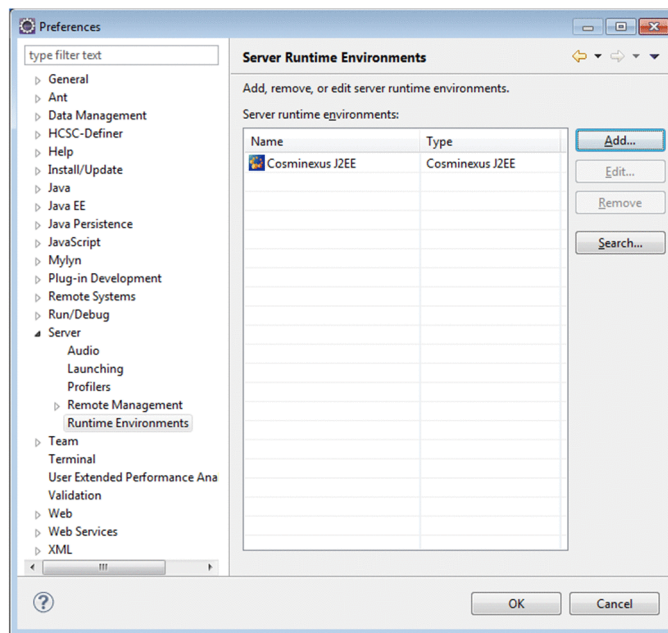 Preferences
type filter text
General
Ant
Data Management
HCSC-Definer
Help
Install/Update
Java
Java EE
Java Persistence
JavaScript
Mylyn
Plug-in Development
Remote Systems
Run/Debug
Server
Audio
Launching
Profilers
Remote Management
Runtime Environments
Team
Terminal
User Extended Performance Ana
Validation
Web
Web Services
XML
Server Runtime Environments
Add, remove, or edit server runtime environments.
Server runtime environments:
Name Type
Cosminexus J2EE Cosminexus J2EE
Add...
Edit...
Remove
Search...
?
OK Cancel